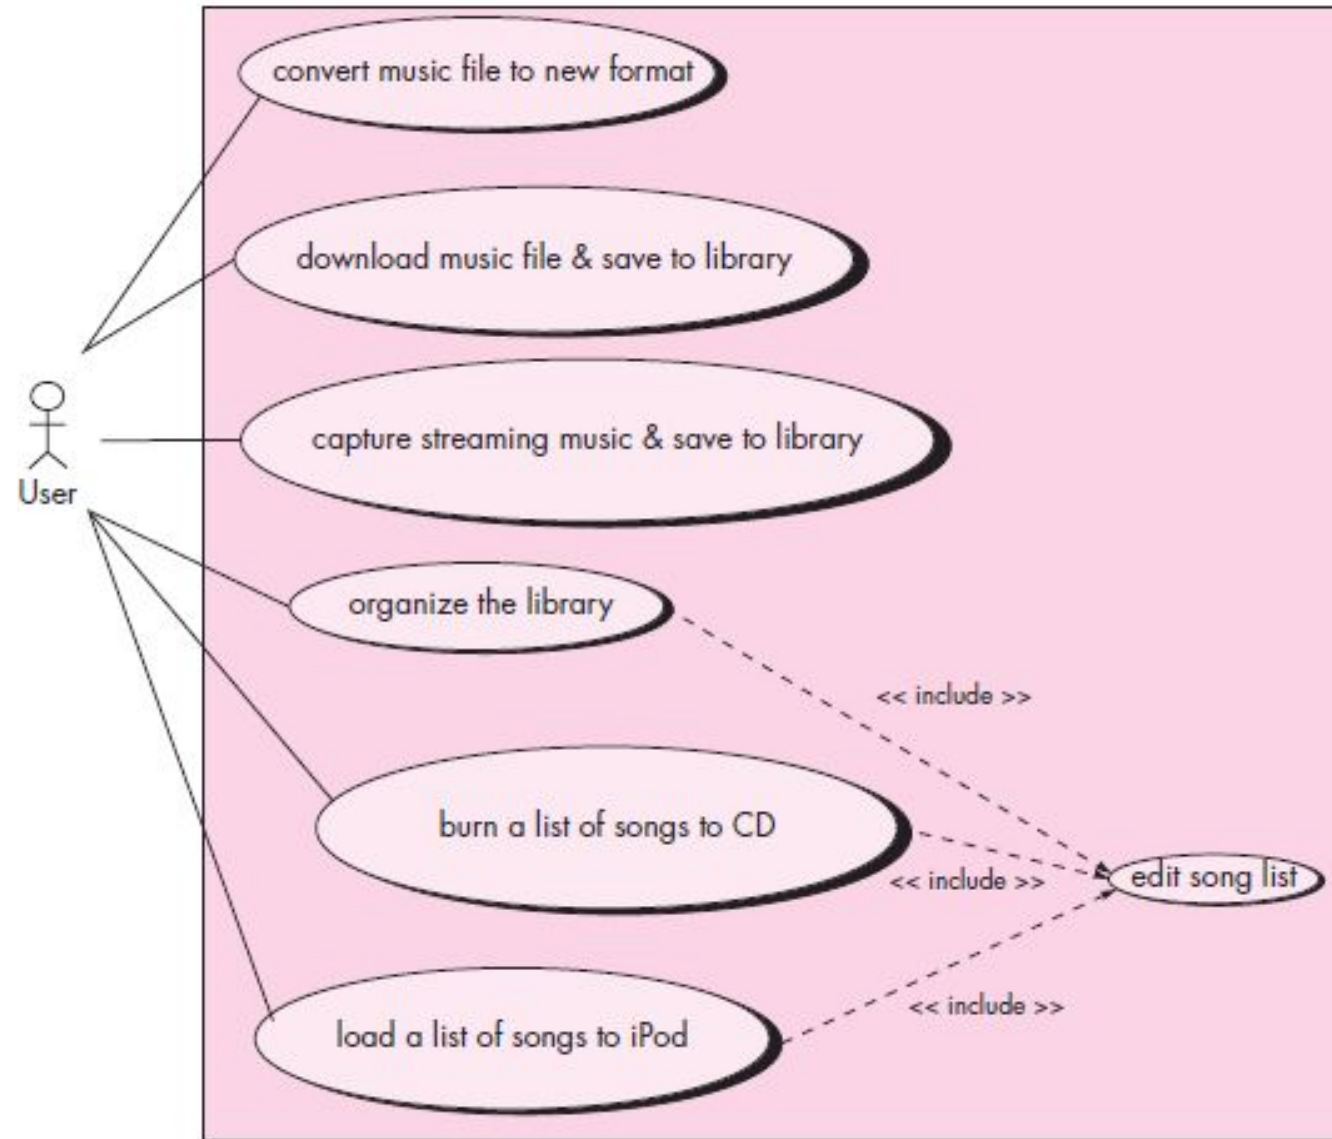 convert music file to new format
download music file & save to library
capture streaming music & save to library
User
organize the library
<< include >>
burn a list of songs to CD
<< include >>
edit song list
<< include >>
load a list of songs to iPod